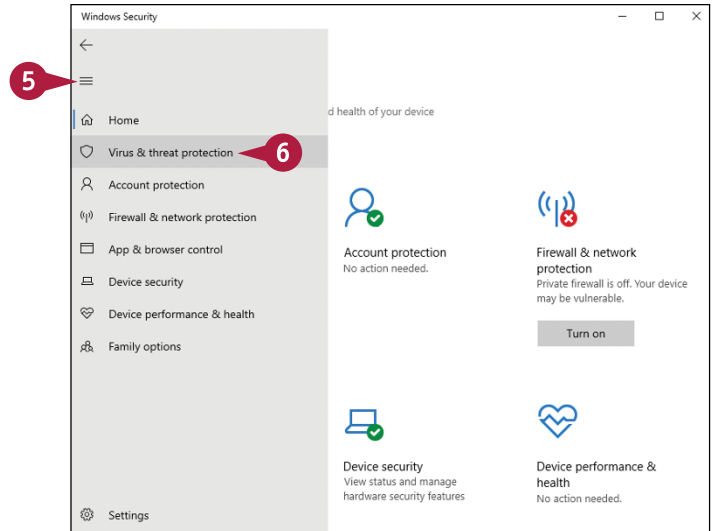 Windows Security
5
Home
d health of your device
Virus & threat protection
6
Account protection
Firewall & network protection
App & browser control
Device security
Device performance & health
Family options
Settings
Account protection
No action needed.
Firewall & network
protection
Private firewall is off. Your device
may be vulnerable.
Turn on
Device security
View status and manage
hardware security features
Device performance &
health
No action needed.